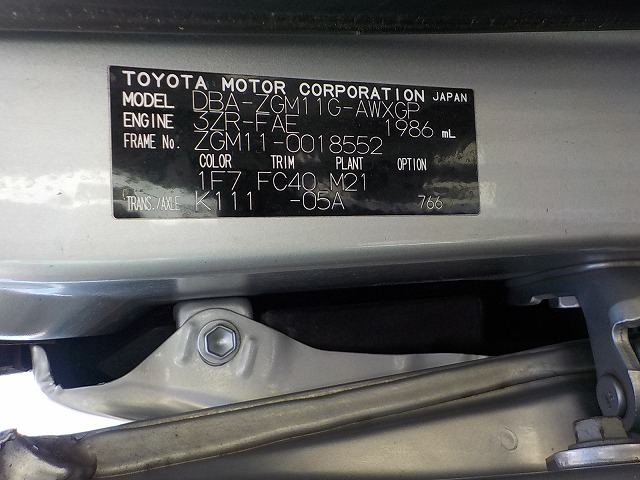 TOYOTA MOTOR CORPORATION JAPAN
MODEL DBA-ZGM11G-AWXGP
ENGINE 3ZR-FAE 1986 mL
FRAME No. ZGM11-0018552
COLOR TRIM PLANT OPTION
1F7 FC40 M21
TRANS./AXLE K111 -05A 766